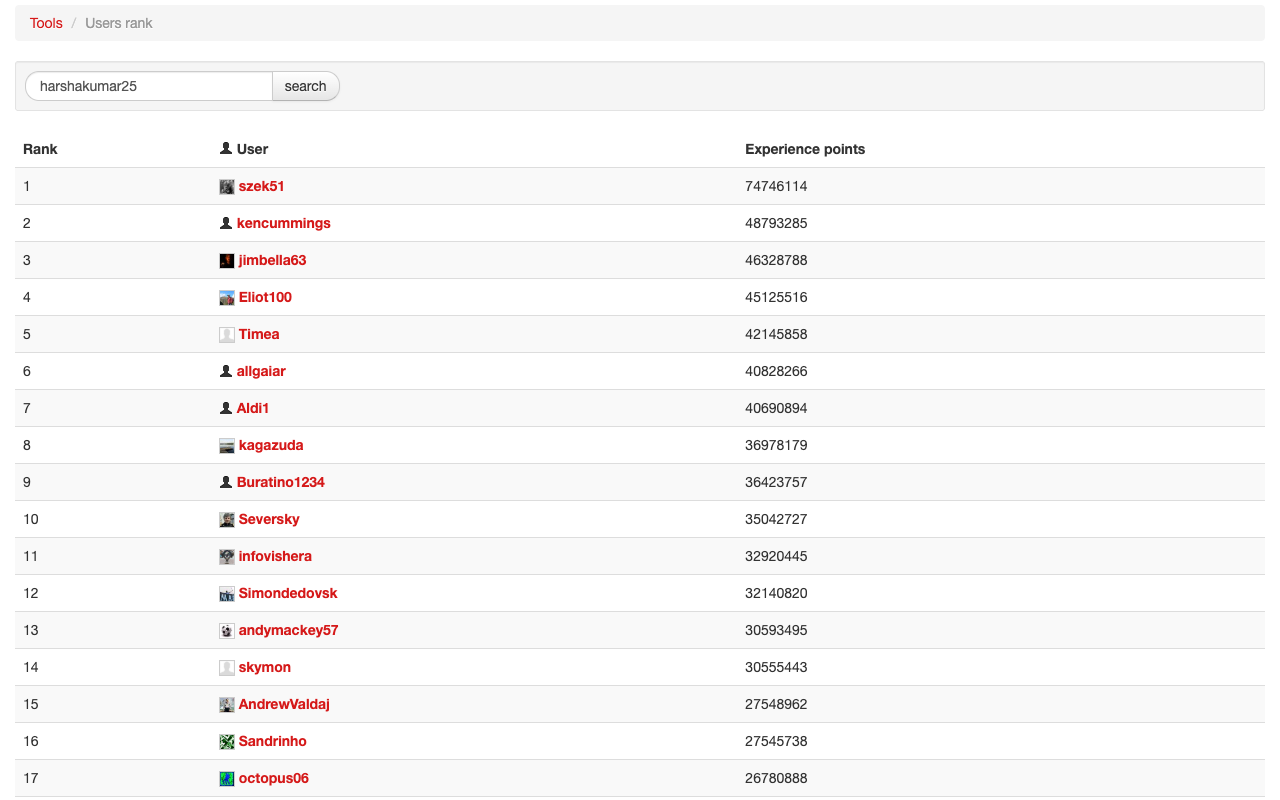 Tools / Users rank
harshakumar25 search
Rank User Experience points
1 szek51 74746114
2 kencummings 48793285
3 jimbella63 46328788
4 Eliot100 45125516
5 Timea 42145858
6 allgaiar 40828266
7 Aldi1 40690894
8 kagazuda 36978179
9 Buratino1234 36423757
10 Seversky 35042727
11 infovishera 32920445
12 Simondedovsk 32140820
13 andymackey57 30593495
14 skymon 30555443
15 AndrewValdaj 27548962
16 Sandrinho 27545738
17 octopus06 26780888